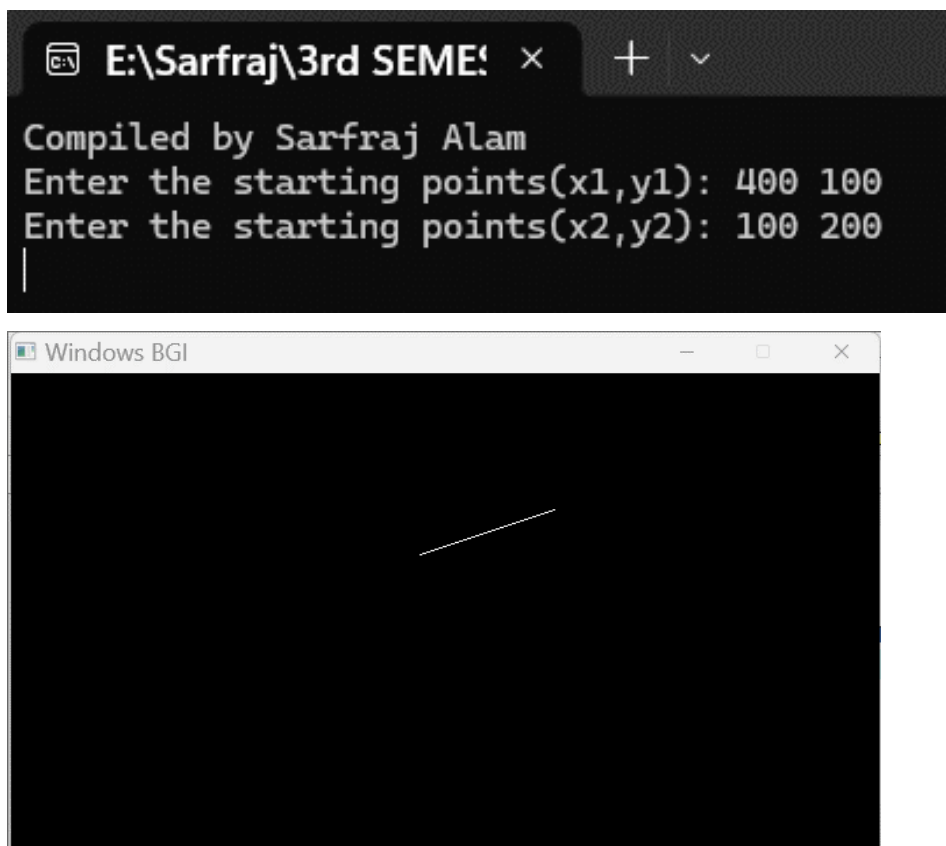 E:\Sarfraj\3rd SEME
Compiled by Sarfraj Alam
Enter the starting points(x1,y1): 400 100
Enter the starting points(x2,y2): 100 200
Windows BGI